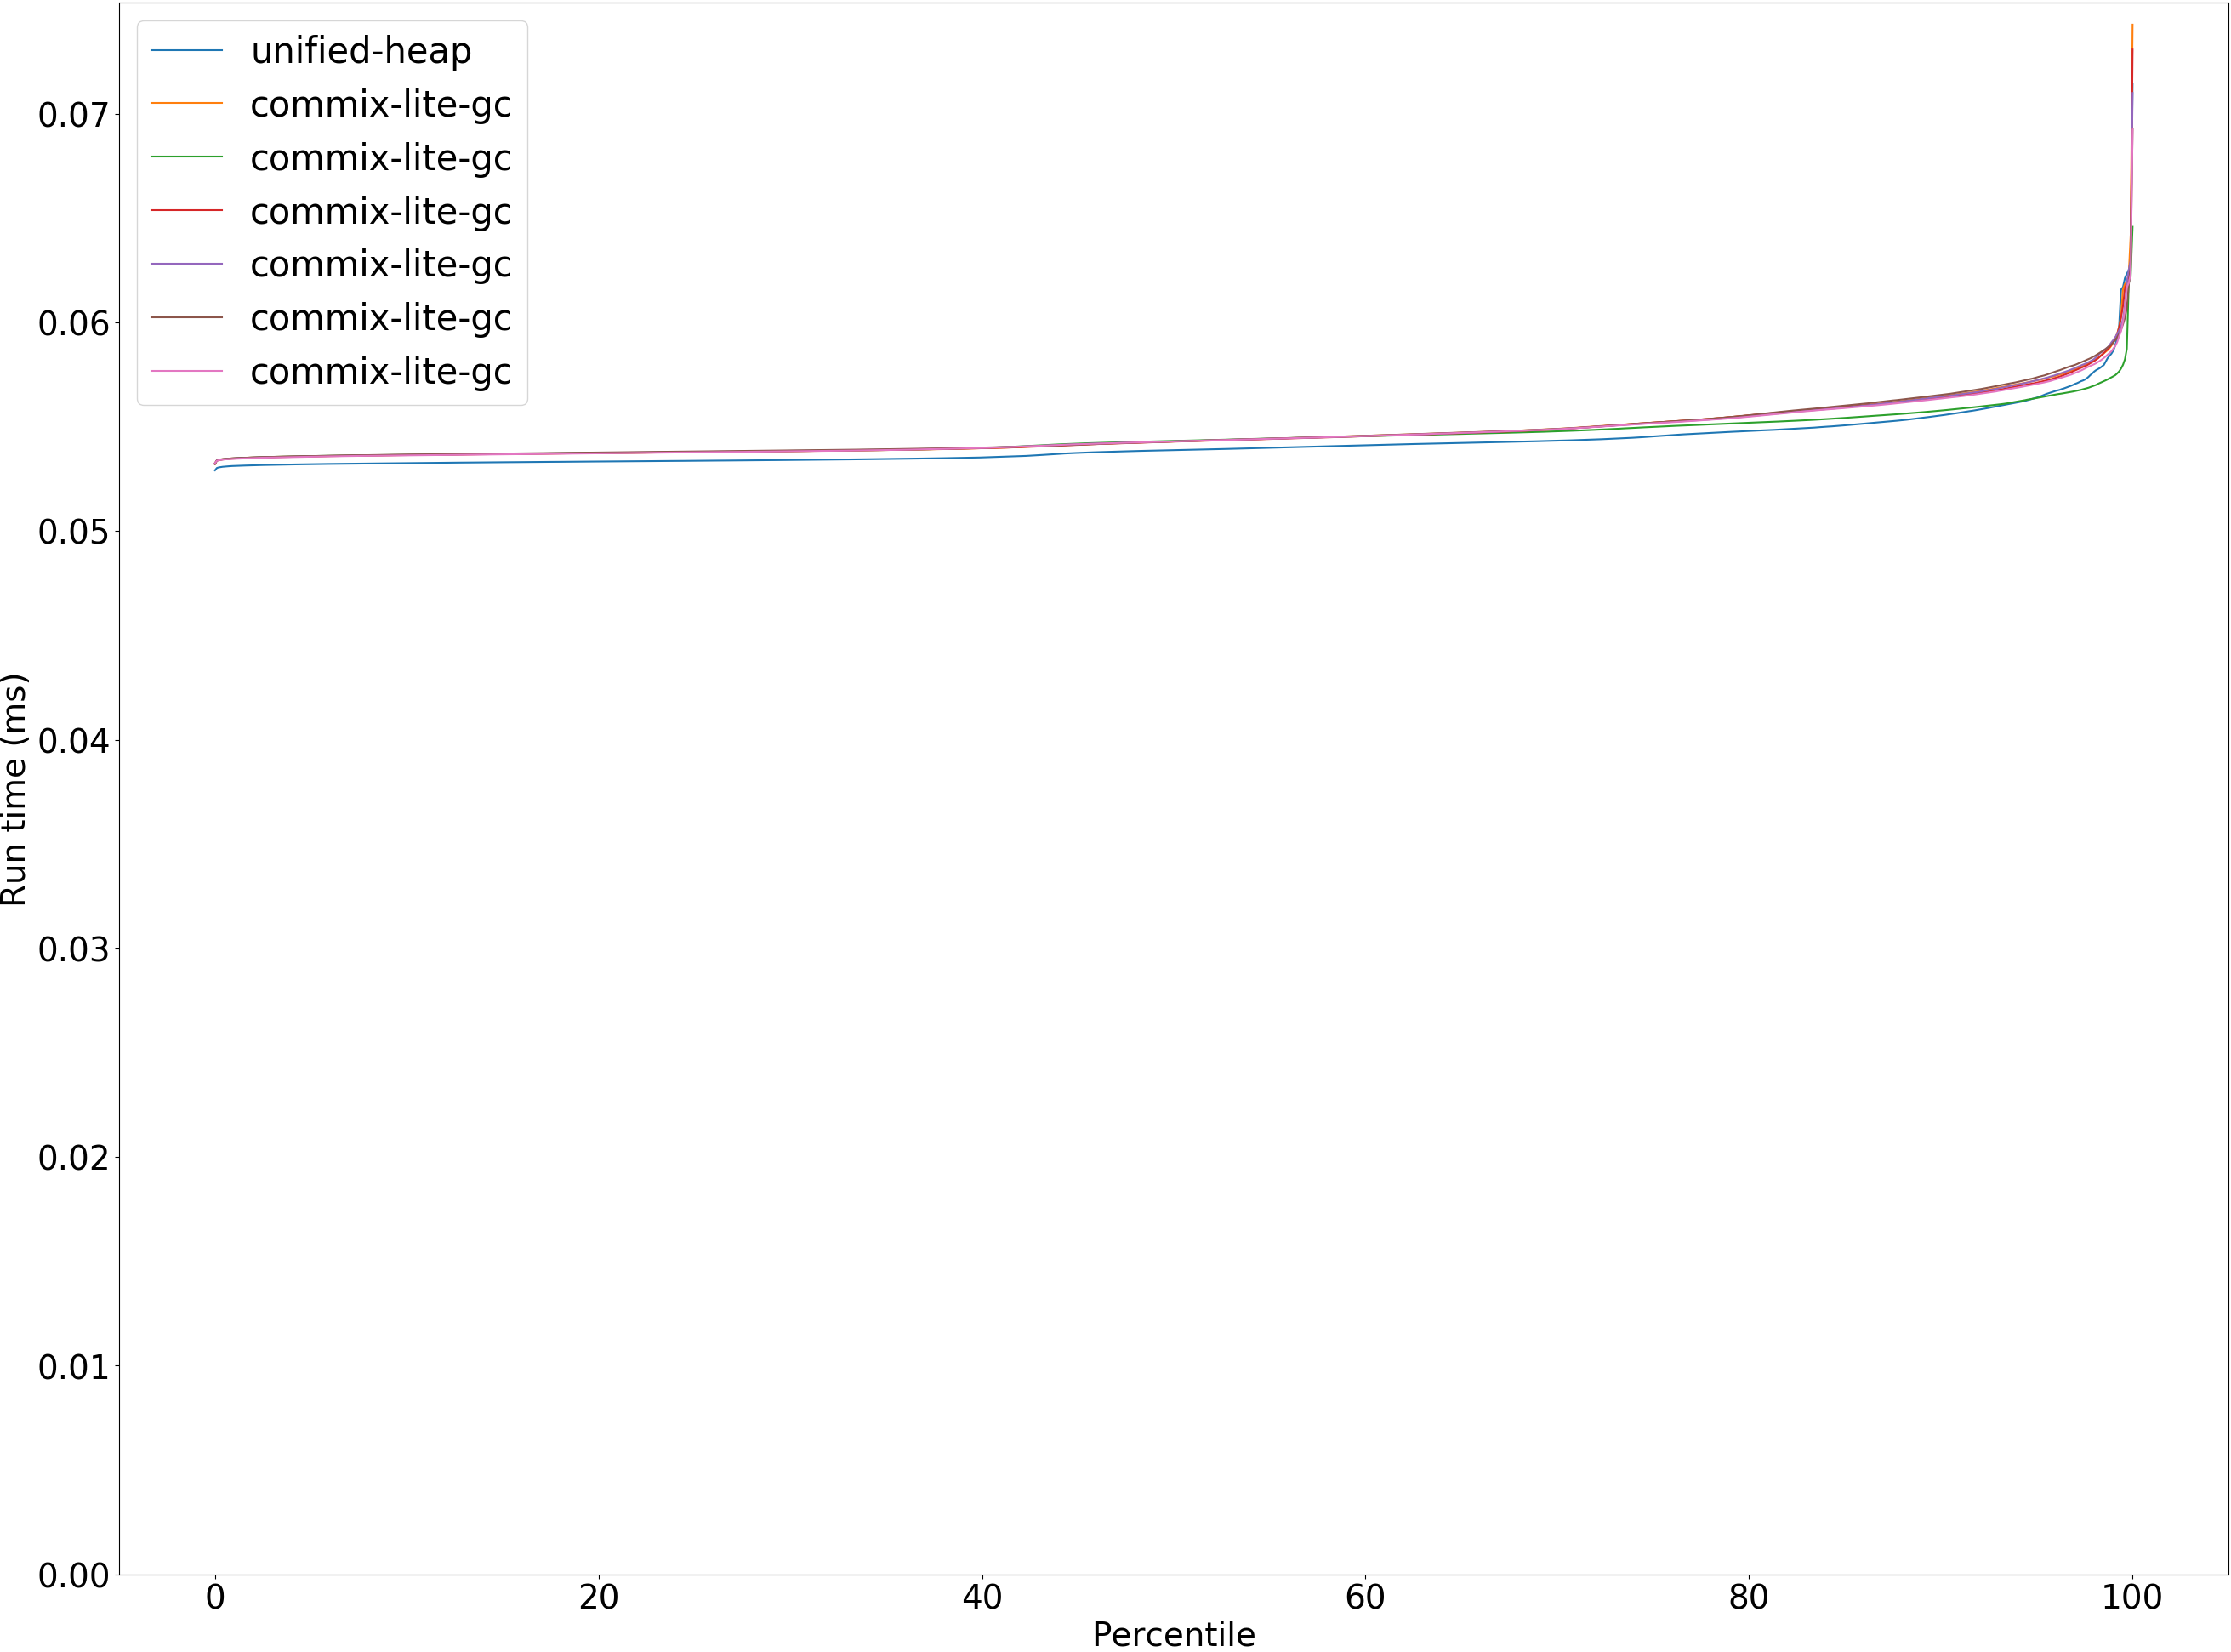 unified-heap
commix-lite-gc
commix-lite-gc
commix-lite-gc
commix-lite-gc
commix-lite-gc
commix-lite-gc
0.07
0.06
0.05
0.04
0.03
0.02
0.01
0.00
Run time (ms)
0 20 40 60 80 100
Percentile